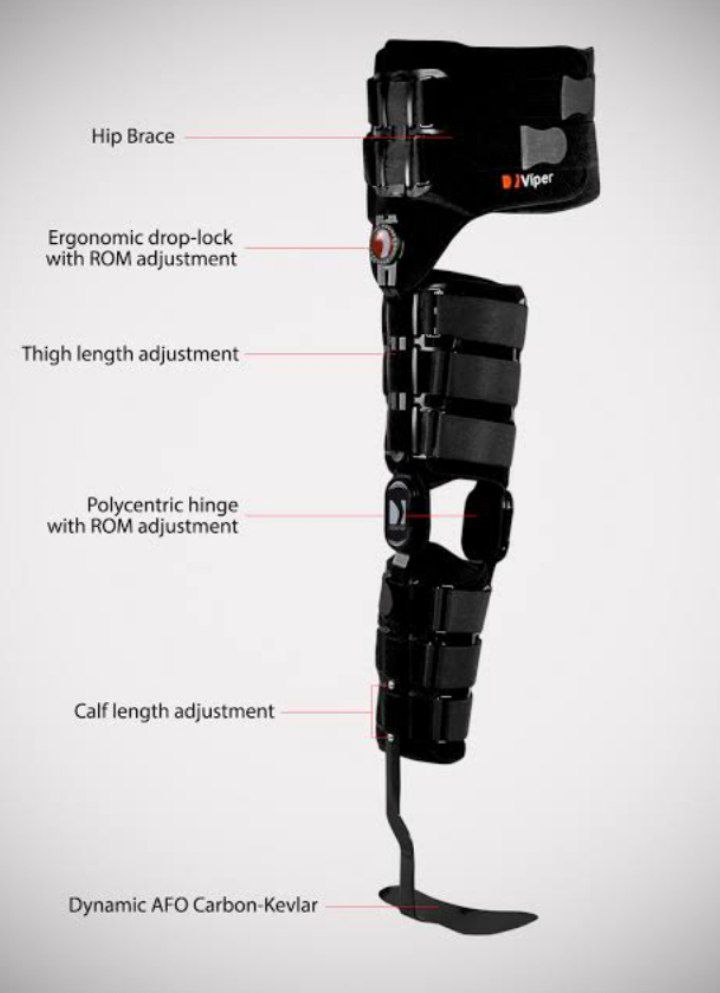 Hip Brace
Viper
Ergonomic drop-lock
with ROM adjustment
Thigh length adjustment
Polycentric hinge
with ROM adjustment
Calf length adjustment
Dynamic AFO Carbon-Kevlar